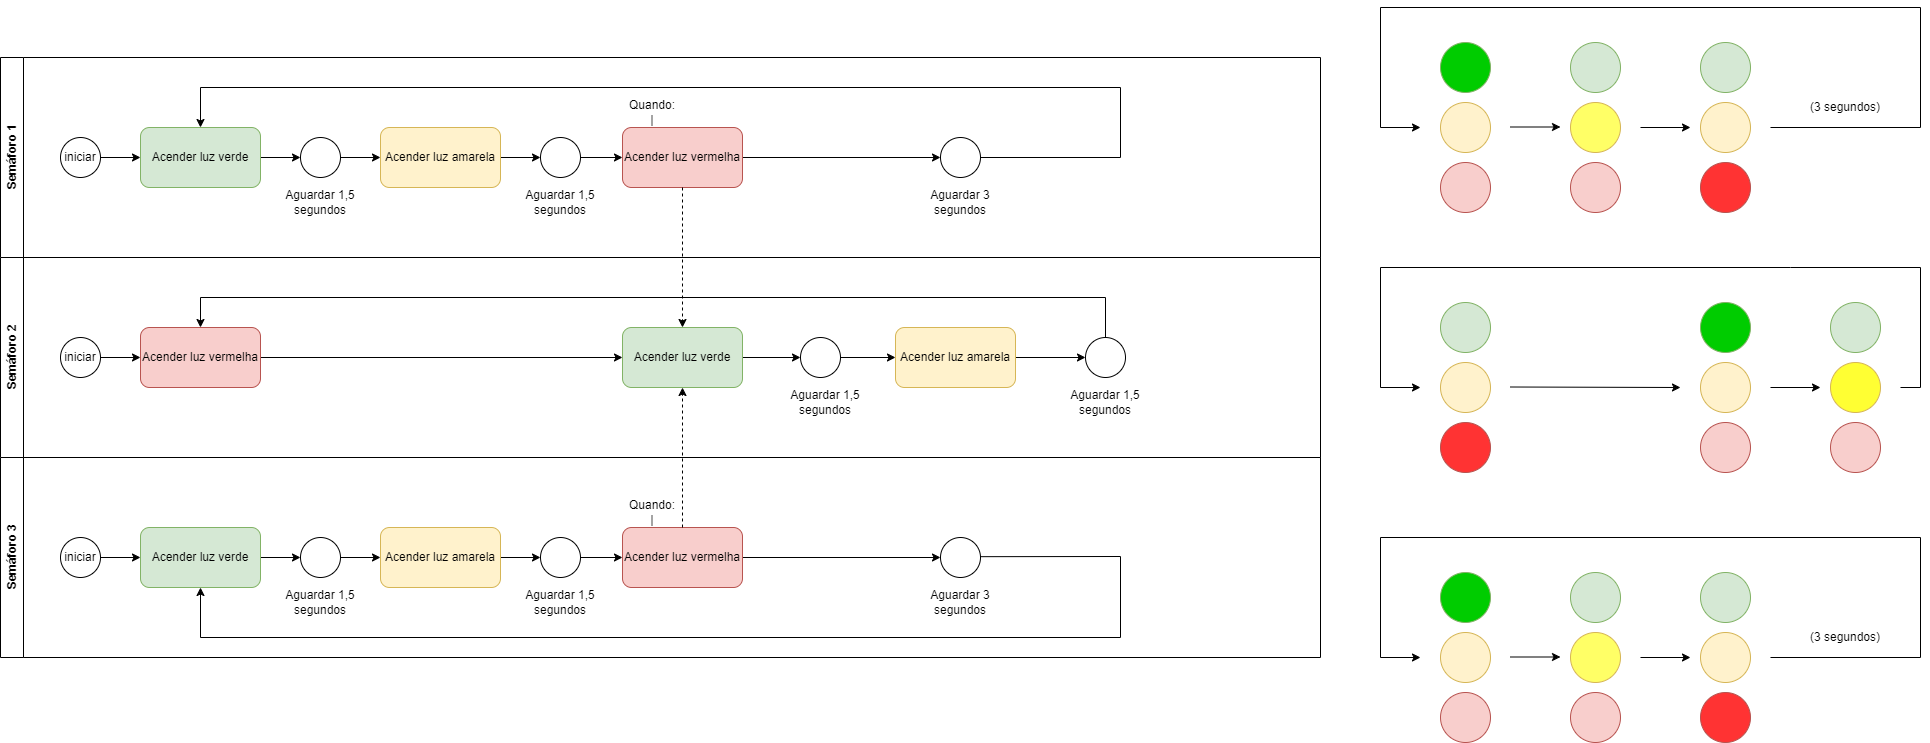 Semáforo 1
iniciar
Acender luz verde
Aguardar 1,5
segundos
Acender luz amarela
Aguardar 1,5
segundos
Quando:
Acender luz vermelha
Aguardar 3
segundos
Semáforo 2
iniciar
Acender luz vermelha
Acender luz verde
Aguardar 1,5
segundos
Acender luz amarela
Aguardar 1,5
segundos
Semáforo 3
iniciar
Acender luz verde
Aguardar 1,5
segundos
Acender luz amarela
Aguardar 1,5
segundos
Quando:
Acender luz vermelha
Aguardar 3
segundos
(3 segundos)
(3 segundos)